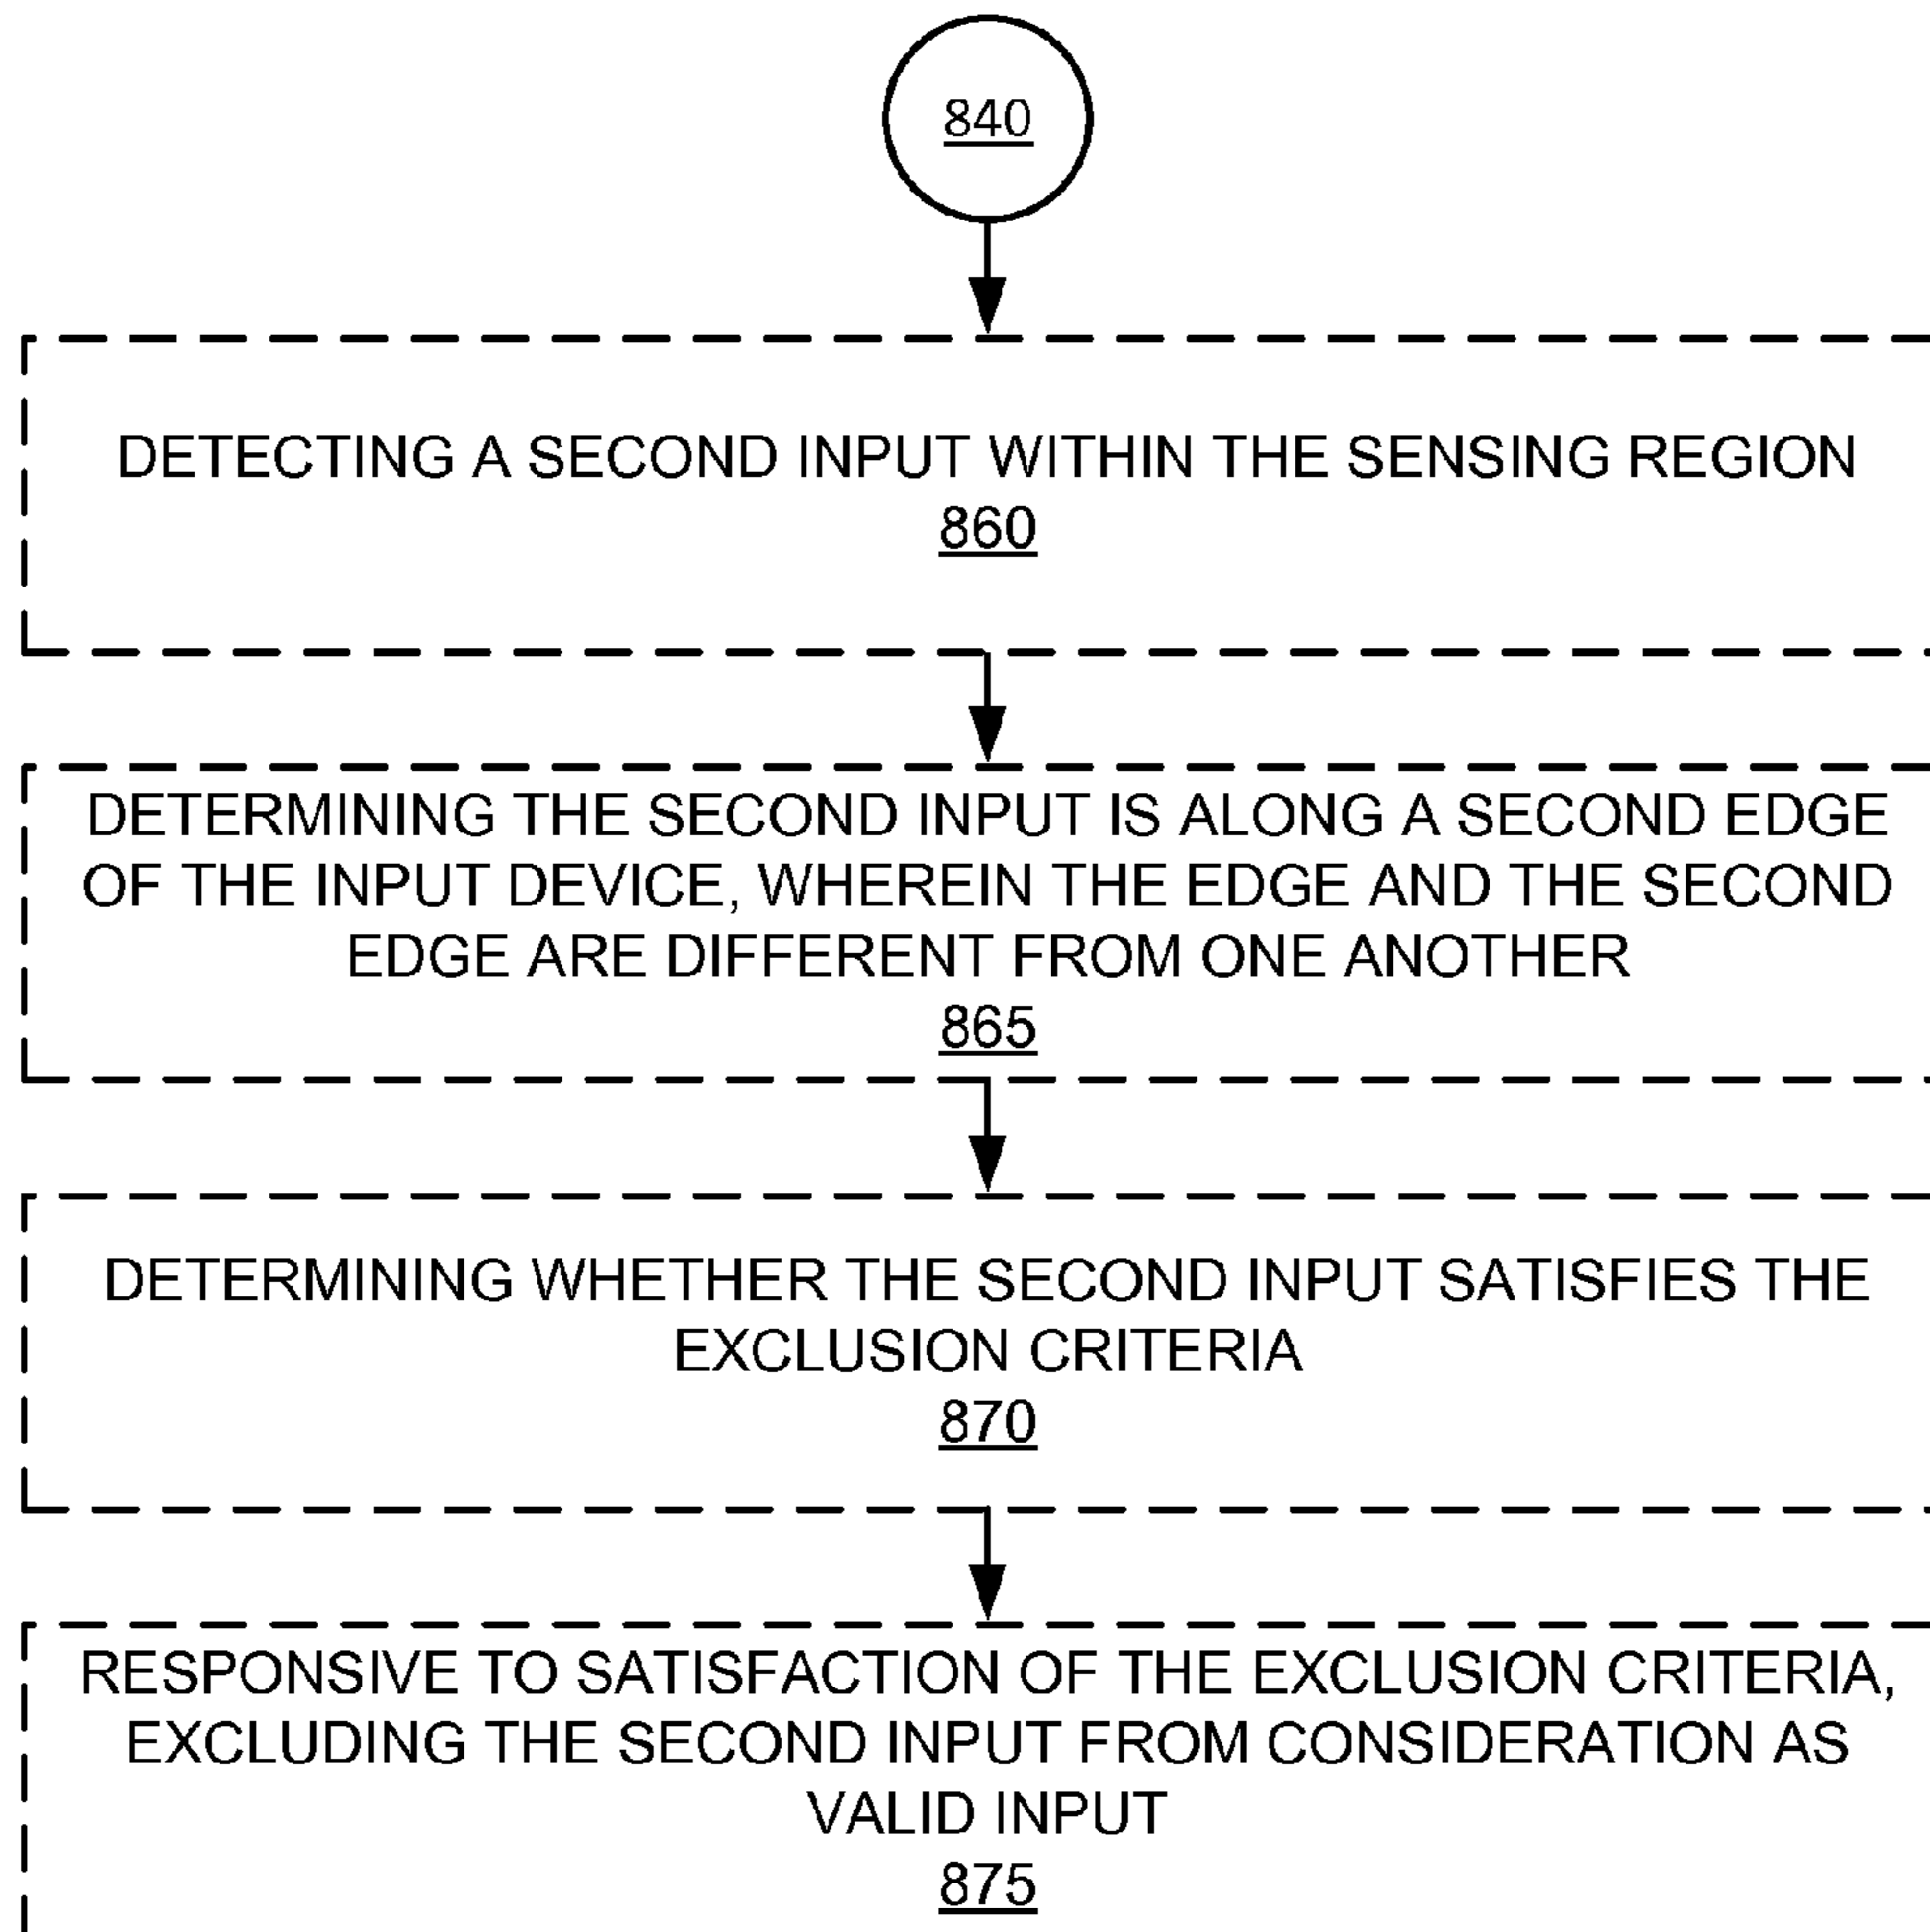 840
DETECTING A SECOND INPUT WITHIN THE SENSING REGION
860
DETERMINING THE SECOND INPUT IS ALONG A SECOND EDGE
OF THE INPUT DEVICE, WHEREIN THE EDGE AND THE SECOND
EDGE ARE DIFFERENT FROM ONE ANOTHER
865
DETERMINING WHETHER THE SECOND INPUT SATISFIES THE
EXCLUSION CRITERIA
870
RESPONSIVE TO SATISFACTION OF THE EXCLUSION CRITERIA,
EXCLUDING THE SECOND INPUT FROM CONSIDERATION AS
VALID INPUT
875